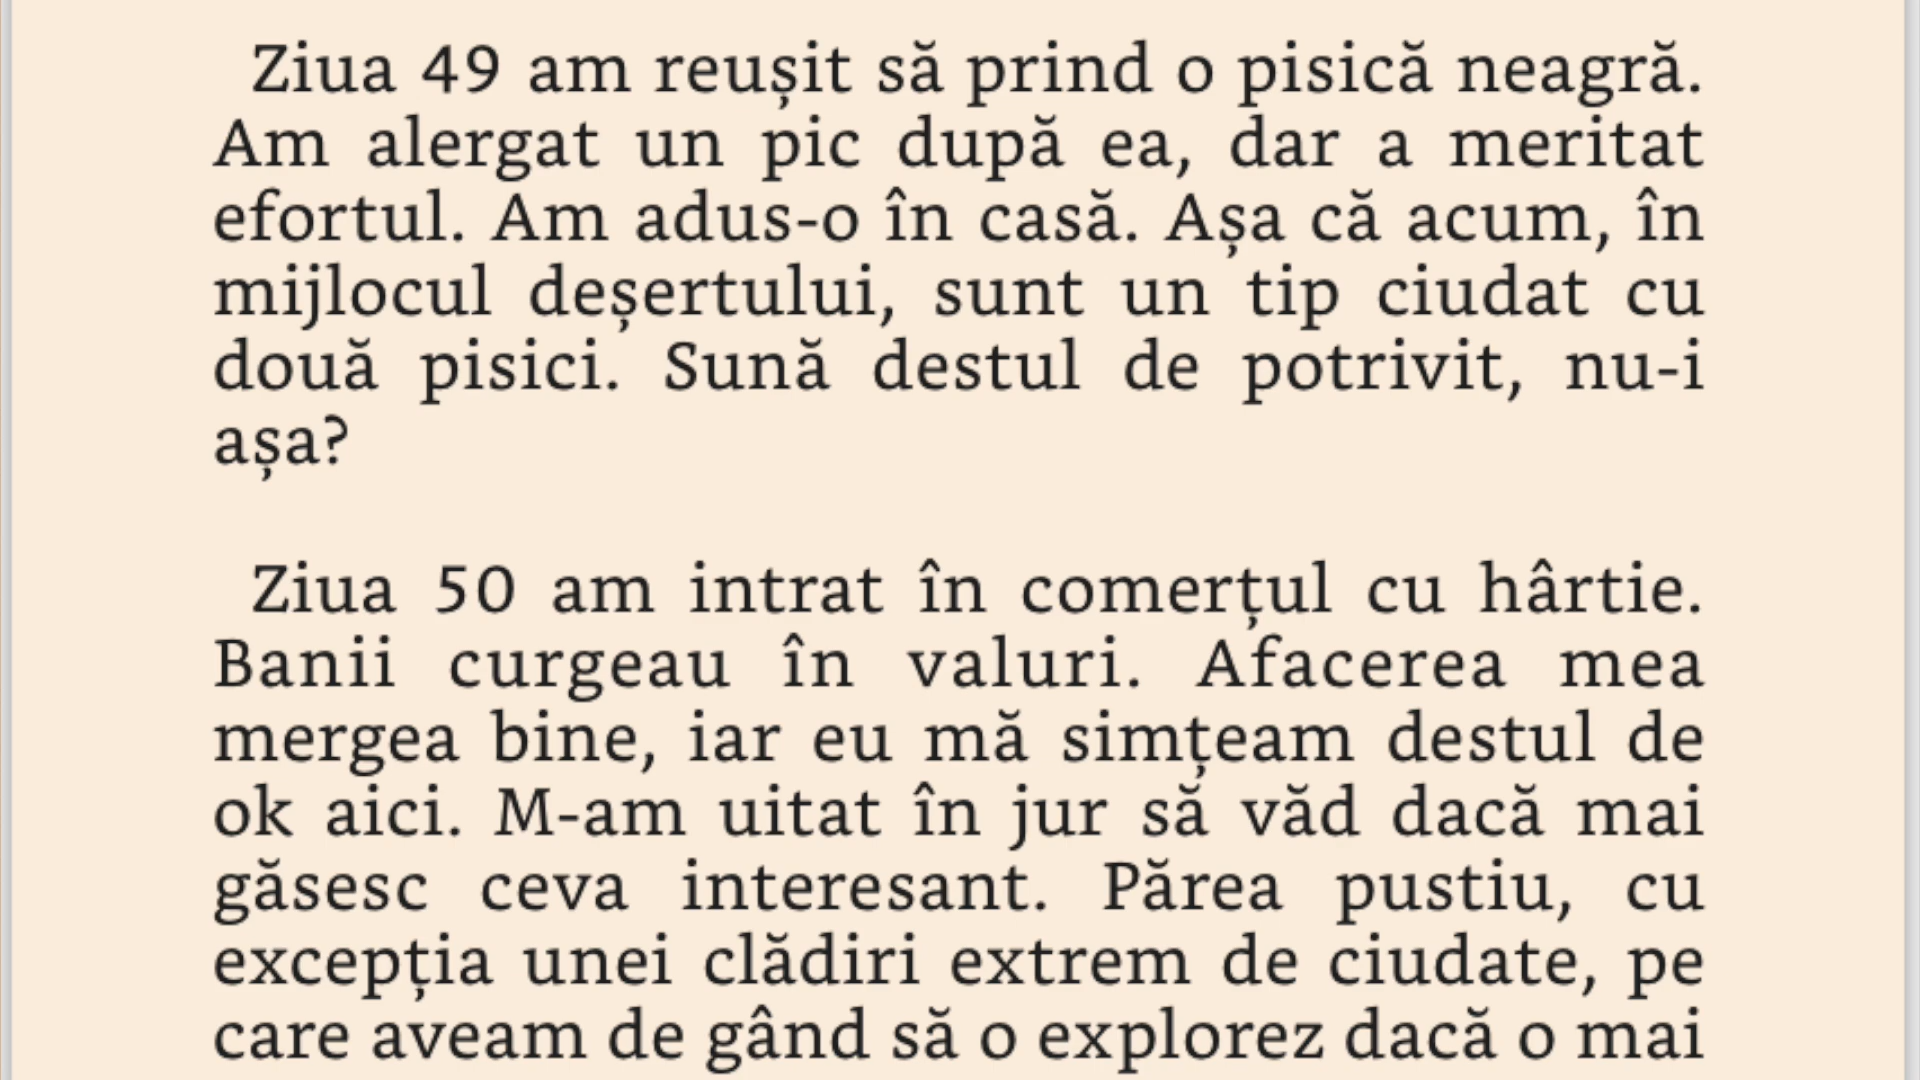 Ziua 49 am reușit să prind o pisică neagră.
Am alergat un pic după ea, dar a meritat
efortul. Am adus-o în casă. Așa că acum, în
mijlocul deșertului, sunt un tip ciudat cu
două pisici. Sună destul de potrivit, nu-i
așa?
Ziua 50 am intrat în comerțul cu hârtie.
Banii curgeau în valuri. Afacerea mea
mergea bine, iar eu mă simțeam destul de
ok aici. M-am uitat în jur să văd dacă mai
găsesc ceva interesant. Părea pustiu, cu
excepția unei clădiri extrem de ciudate, pe
care aveam de gând să o explorez dacă o mai